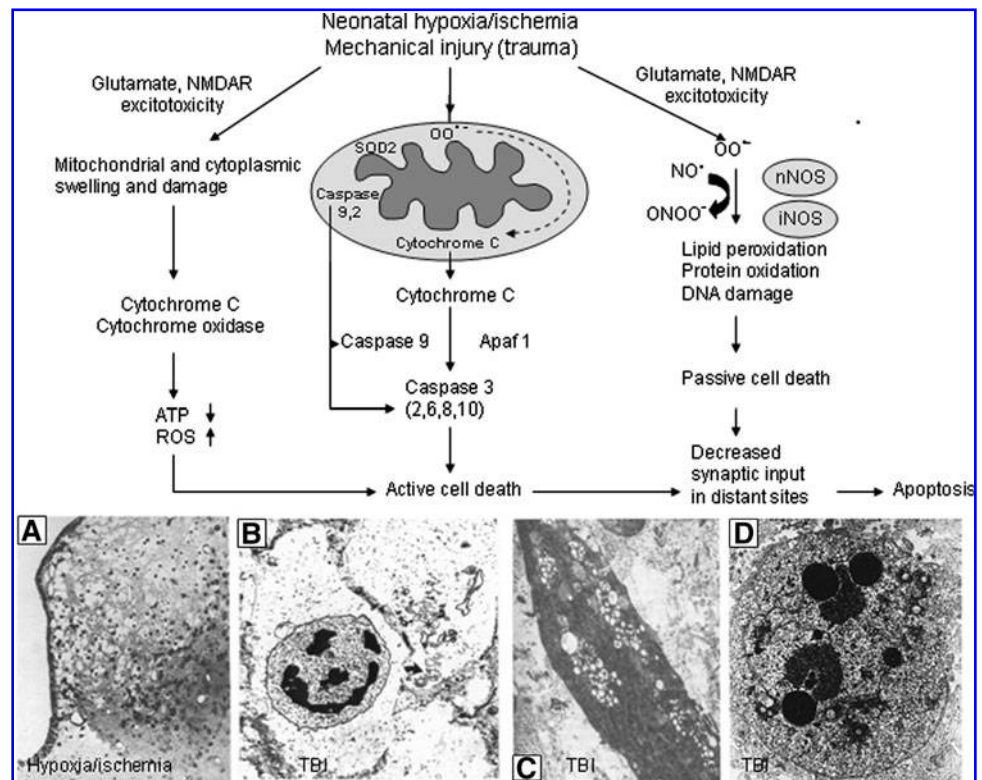 Neonatal hypoxia/ischemia
Mechanical injury (trauma)
Glutamate, NMDAR
excitotoxicity
Glutamate, NMDAR
excitotoxicity
Mitochondrial and cytoplasmic
swelling and damage
Cytochrome C
Cytochrome oxidase
ATP
ROS
OO·-
SOD2
Caspase
9,2
Cytochrome C
Cytochrome C
Caspase 9
Apaf 1
Caspase 3
(2,6,8,10)
Active cell death
OO-
NO·
ONOO-
nNOS
iNOS
Lipid peroxidation
Protein oxidation
DNA damage
Passive cell death
Decreased
synaptic input
in distant sites
Apoptosis
A
Hypoxia/ischemia
B
TBI
C
TBI
D
TBI